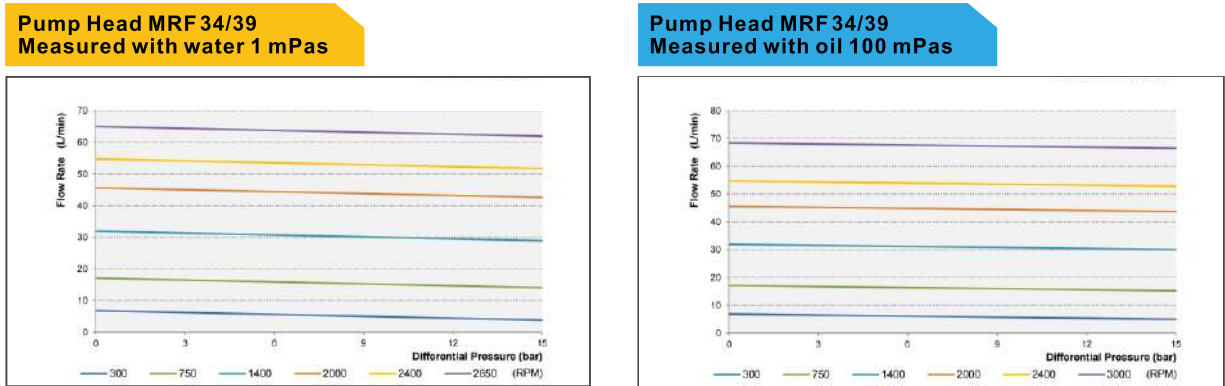 Pump Head MRF 34/39
Measured with water 1 mPas
Flow Rate (L/min)
70
60
50
40
30
20
10
0
0 3 6 9 12 15
Differential Pressure (bar)
300 750 1400 2000 2400 2850 (RPM)
Pump Head MRF 34/39
Measured with oil 100 mPas
Flow Rate (L/min)
80
70
60
50
40
30
20
10
0
0 3 6 9 12 15
Differential Pressure (bar)
300 750 1400 2000 2400 3000 (RPM)